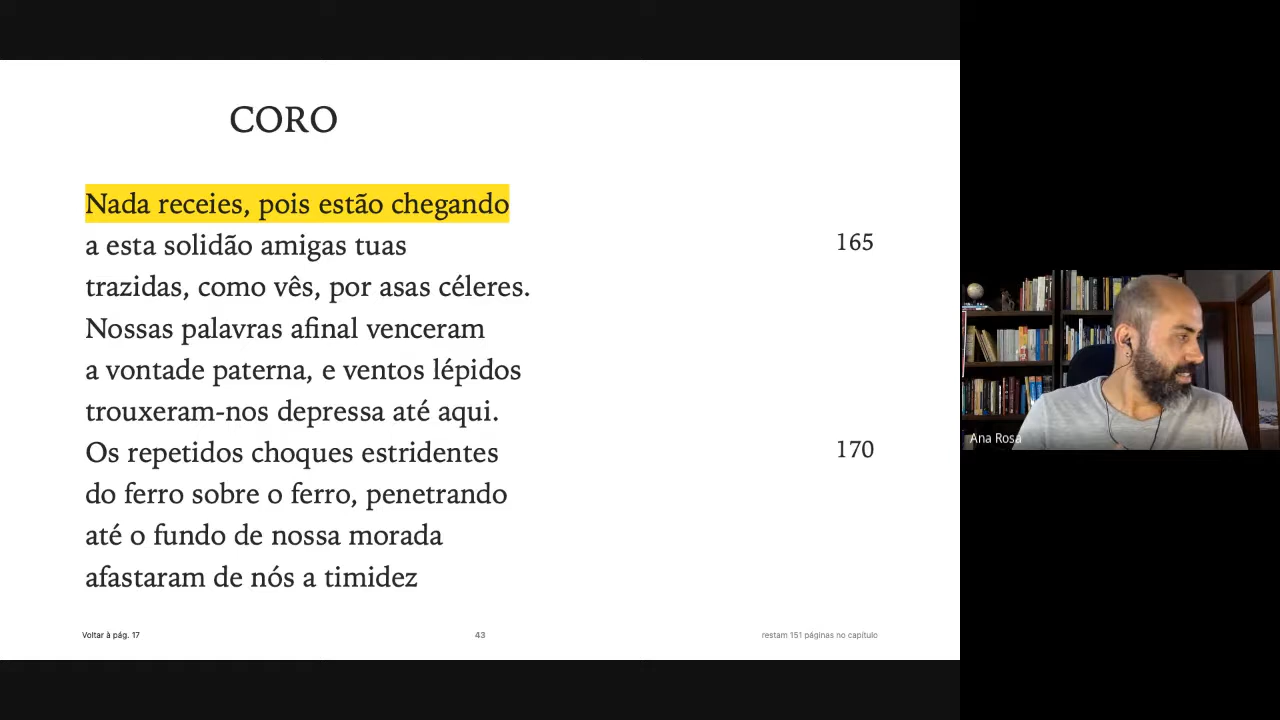 CORO
Nada receies, pois estão chegando
a esta solidão amigas tuas
165
trazidas, como vês, por asas céleres.
Nossas palavras afinal venceram
a vontade paterna, e ventos lépidos
trouxeram-nos depressa até aqui.
Os repetidos choques estridentes
170
do ferro sobre o ferro, penetrando
até o fundo de nossa morada
afastaram de nós a timidez
Voltar à pág. 17
43
restam 151 páginas no capítulo
Ana Rosa